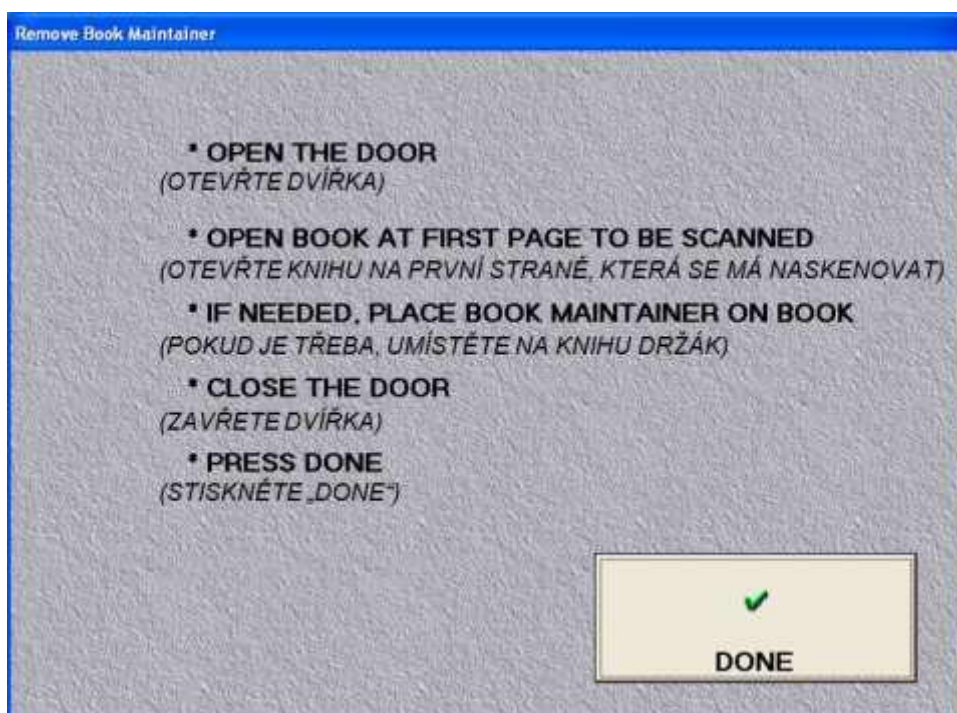 Remove Book Maintainer
* OPEN THE DOOR
(OTEVŘTE DVÍŘKA)
* OPEN BOOK AT FIRST PAGE TO BE SCANNED
(OTEVŘTE KNIHU NA PRVNÍ STRANĚ, KTERÁ SE MÁ NASKENOVAT)
* IF NEEDED, PLACE BOOK MAINTAINER ON BOOK
(POKUD JE TŘEBA, UMÍSTĚTE NA KNIHU DRŽÁK)
* CLOSE THE DOOR
(ZAVŘETE DVÍŘKA)
* PRESS DONE
(STISKNĚTE „DONE“)
DONE